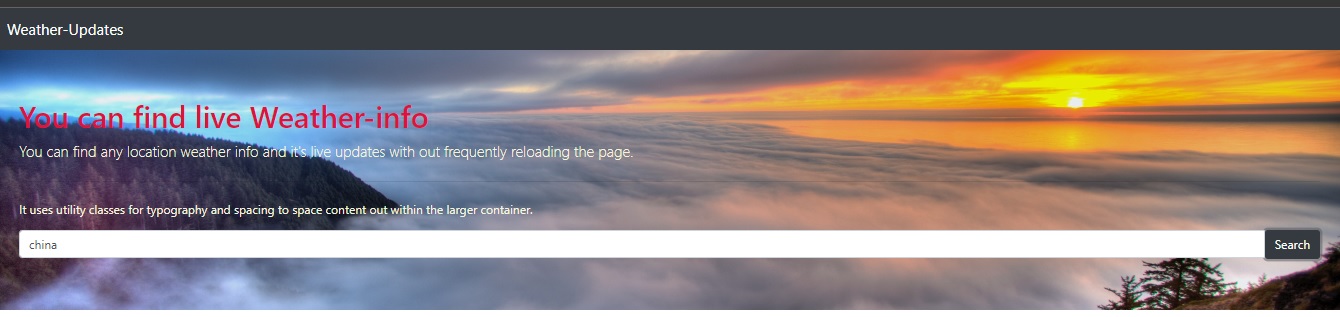 Weather-Updates
You can find live Weather-info
You can find any location weather info and it's live updates with out frequently reloading the page.
It uses utility classes for typography and spacing to space content out within the larger container.
china
Search